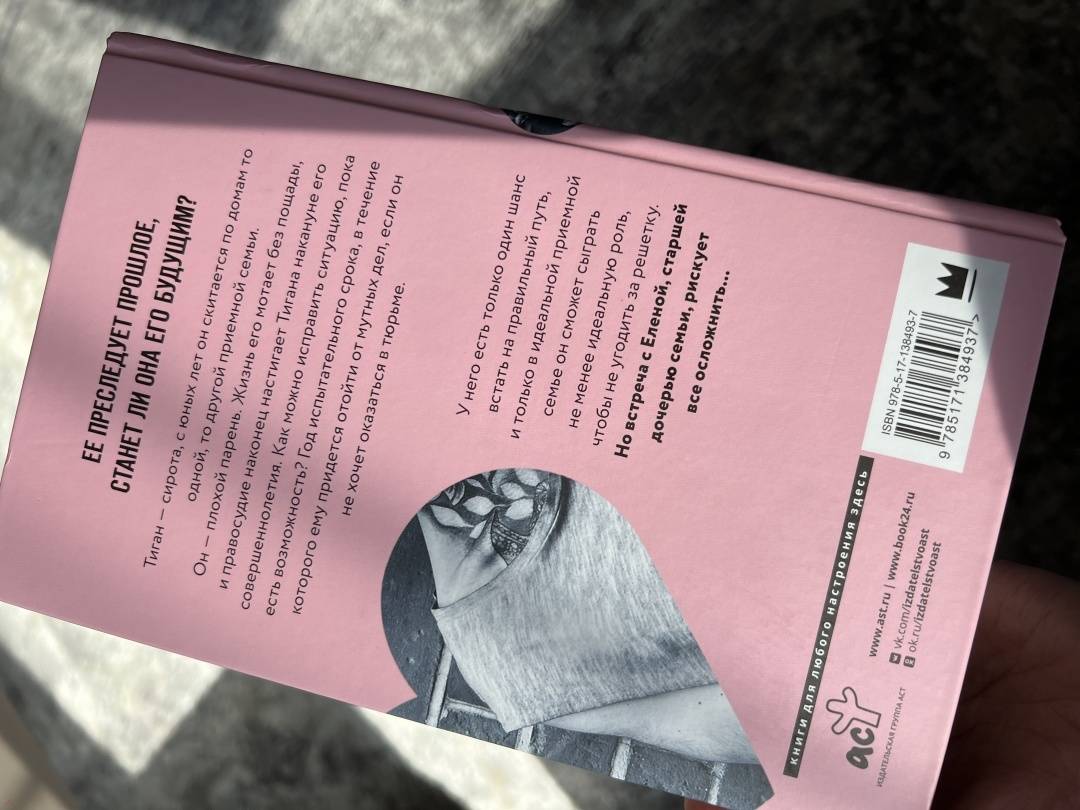 ЕЕ ПРЕСЛЕДУЕТ ПРОШЛОЕ,
СТАНЕТ ЛИ ОНА ЕГО БУДУЩИМ?
Тиган — сирота, с юных лет он скитается по домам то
одной, то другой приемной семьи.
Он — плохой парень. Жизнь его мотает без пощады,
и правосудие наконец настигает Тигана накануне его
совершеннолетия. Как можно исправить ситуацию, пока
есть возможность? Год испытательного срока, в течение
которого ему придется отойти от мутных дел, если он
не хочет оказаться в тюрьме.
У него есть только один шанс
встать на правильный путь,
и только в идеальной приемной
семье он сможет сыграть
не менее идеальную роль,
чтобы не угодить за решетку.
Но встреча с Еленой, старшей
дочерью семьи, рискует
все осложнить...
книги для любого настроения здесь
аст
ИЗДАТЕЛЬСКАЯ ГРУППА АСТ
www.ast.ru | www.book24.ru
vk.com/izdatelstvoast
ok.ru/izdatelstvoast
ISBN 978-5-17-138493-7
9 785171 384937 >